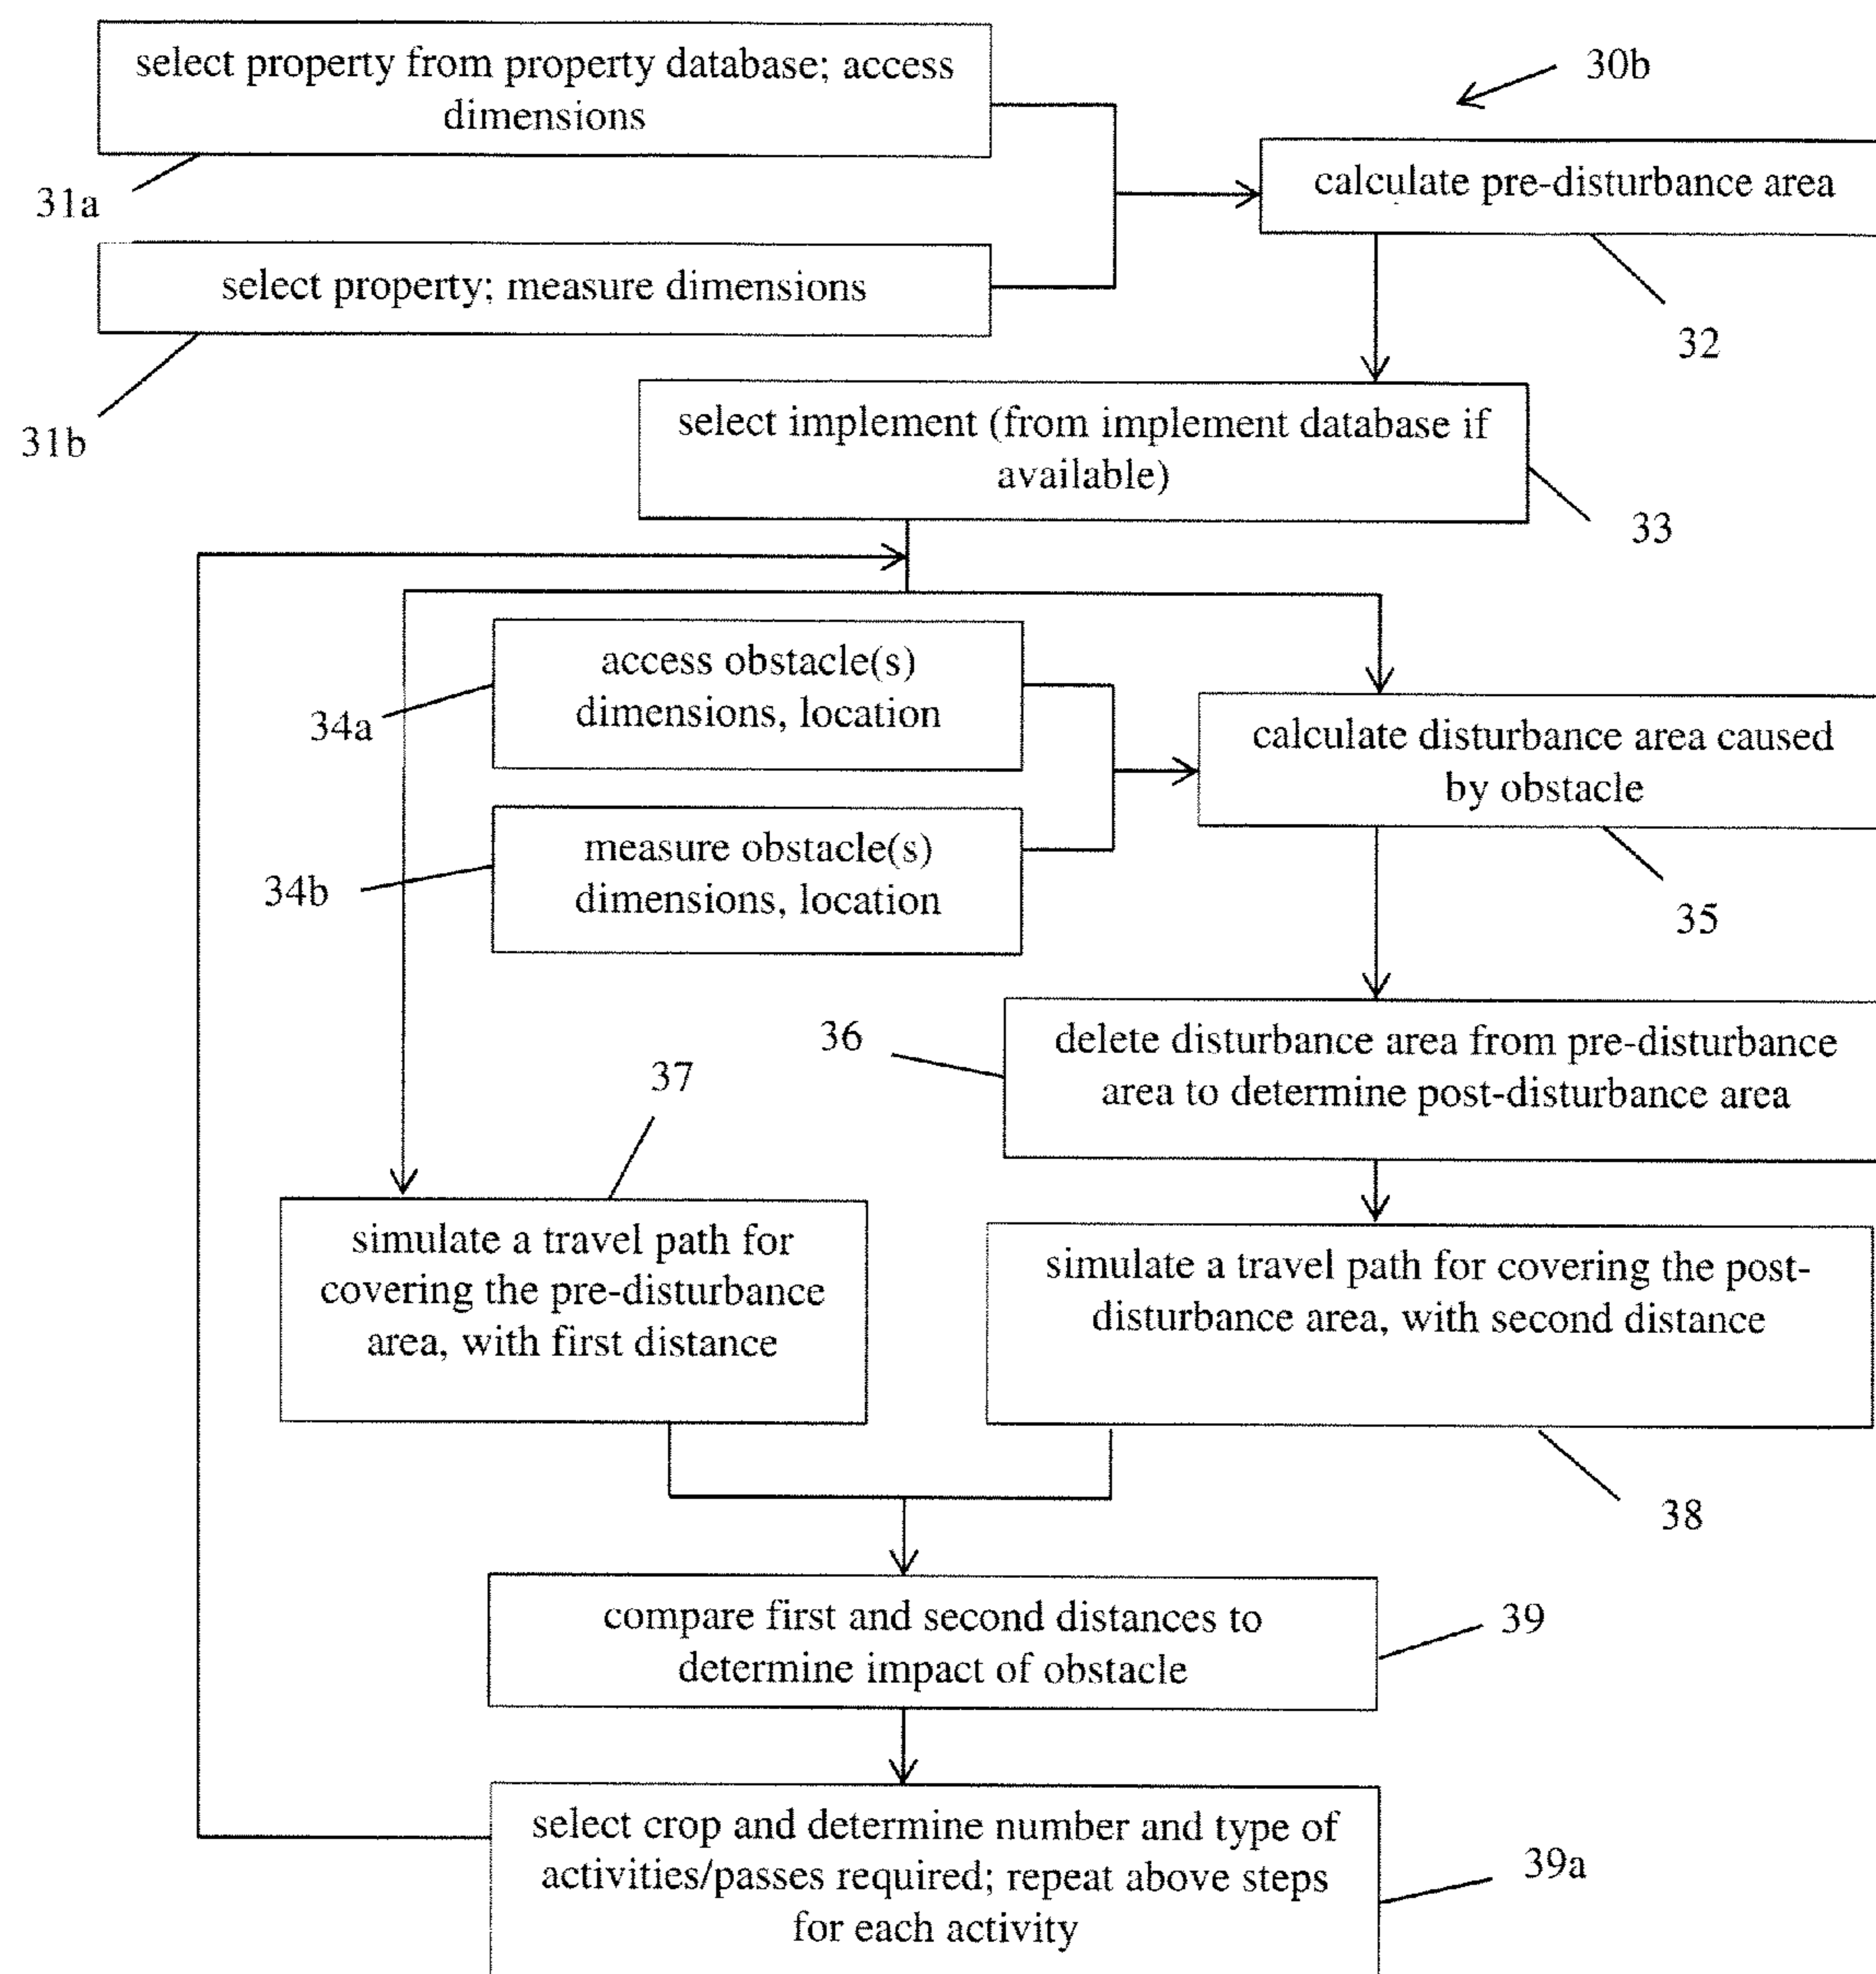 select property from property database; access
dimensions
30b
calculate pre-disturbance area
31a
select property; measure dimensions
32
31b
select implement (from implement database if
available)
33
access obstacle(s)
dimensions, location
34a
calculate disturbance area caused
by obstacle
measure obstacle(s)
dimensions, location
34b
35
36
delete disturbance area from pre-disturbance
area to determine post-disturbance area
37
simulate a travel path for
covering the pre-disturbance
area, with first distance
simulate a travel path for covering the post-
disturbance area, with second distance
38
compare first and second distances to
determine impact of obstacle
39
select crop and determine number and type of
activities/passes required; repeat above steps
for each activity
39a